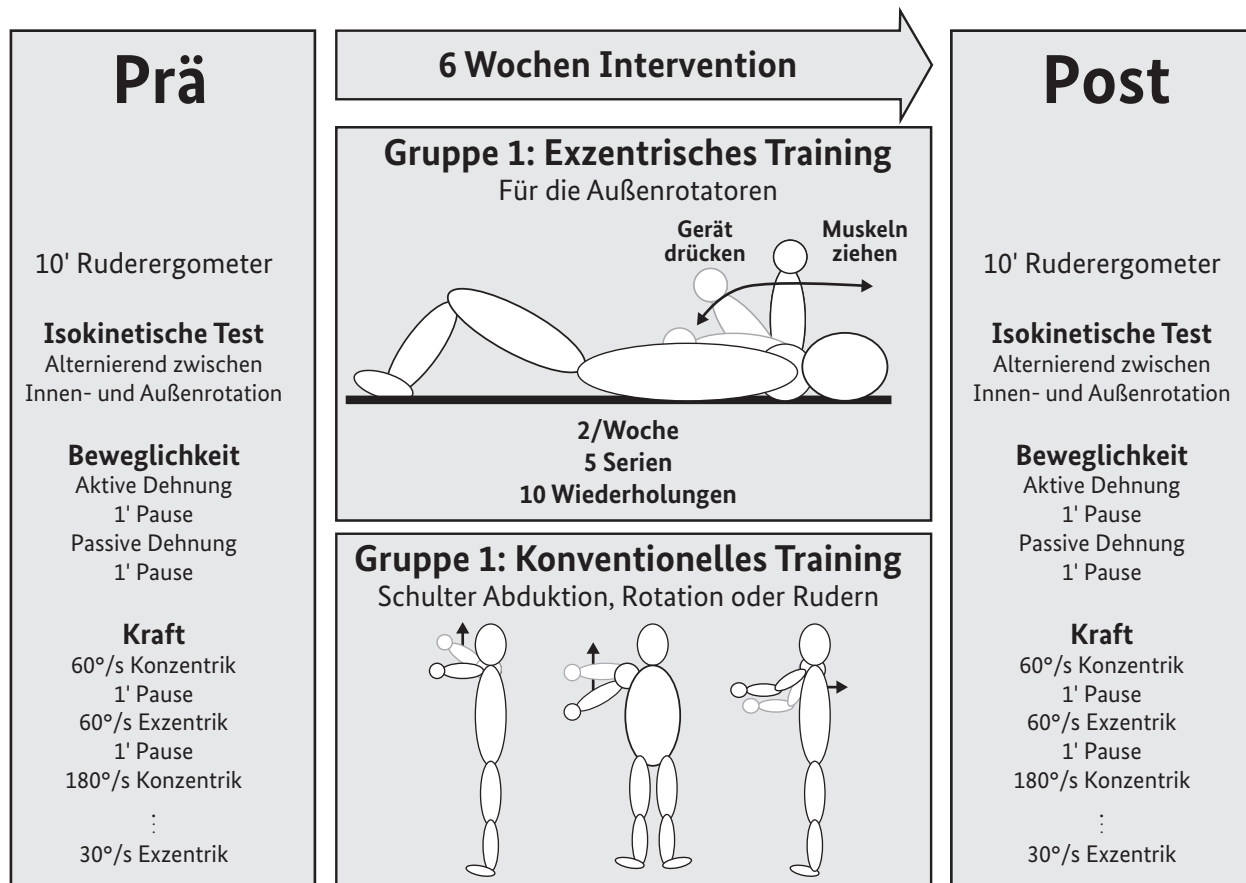 Prä
10' Ruderergometer
Isokinetische Test
Alternierend zwischen
Innen- und Außenrotation
Beweglichkeit
Aktive Dehnung
1' Pause
Passive Dehnung
1' Pause
Kraft
60°/s Konzentrik
1' Pause
60°/s Exzentrik
1' Pause
180°/s Konzentrik
⋮
30°/s Exzentrik
6 Wochen Intervention
Gruppe 1: Exzentrisches Training
Für die Außenrotatoren
Gerät
drücken
Muskeln
ziehen
2/Woche
5 Serien
10 Wiederholungen
Gruppe 1: Konventionelles Training
Schulter Abduktion, Rotation oder Rudern
Post
10' Ruderergometer
Isokinetische Test
Alternierend zwischen
Innen- und Außenrotation
Beweglichkeit
Aktive Dehnung
1' Pause
Passive Dehnung
1' Pause
Kraft
60°/s Konzentrik
1' Pause
60°/s Exzentrik
1' Pause
180°/s Konzentrik
⋮
30°/s Exzentrik